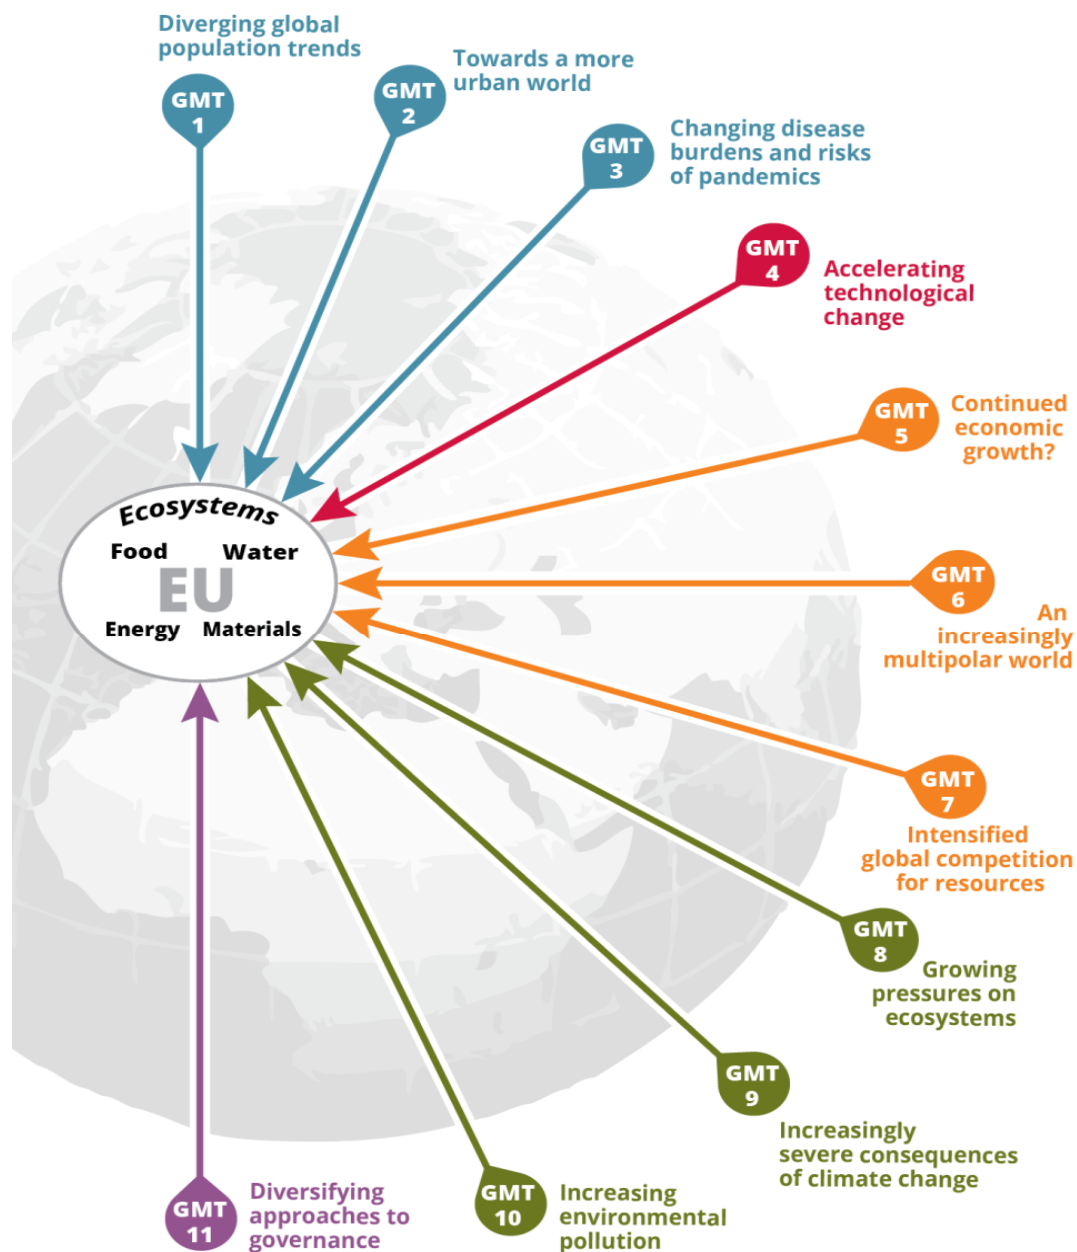 Diverging global
population trends
GMT
1
Towards a more
urban world
GMT
2
Changing disease
burdens and risks
of pandemics
GMT
3
GMT
4
Accelerating
technological
change
GMT
5
Continued
economic
growth?
GMT
6
An
increasingly
multipolar world
GMT
7
Intensified
global competition
for resources
GMT
8
Growing
pressures on
ecosystems
GMT
9
Increasingly
severe consequences
of climate change
GMT
10
Increasing
environmental
pollution
GMT
11
Diversifying
approaches to
governance
Ecosystems
Food Water
EU
Energy Materials